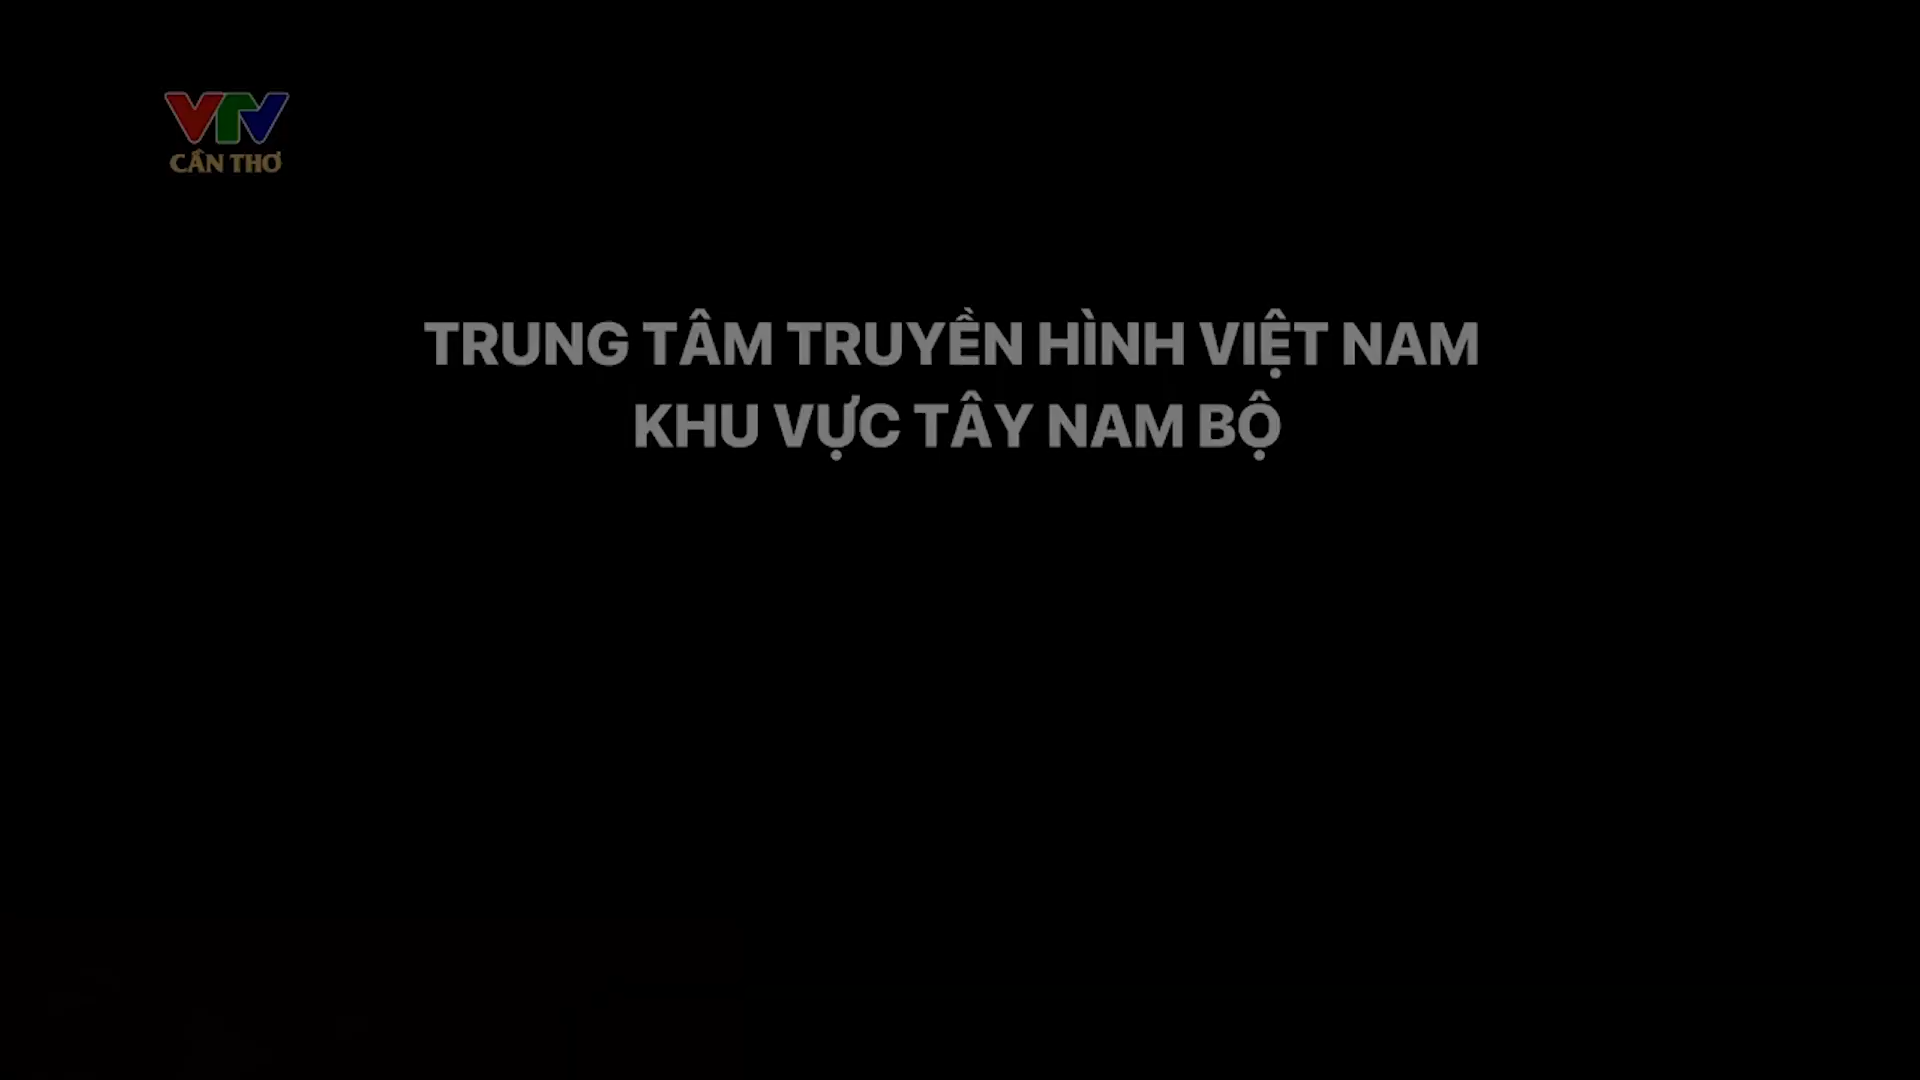 VTV
CẦN THƠ
TRUNG TÂM TRUYỀN HÌNH VIỆT NAM
KHU VỰC TÂY NAM BỘ